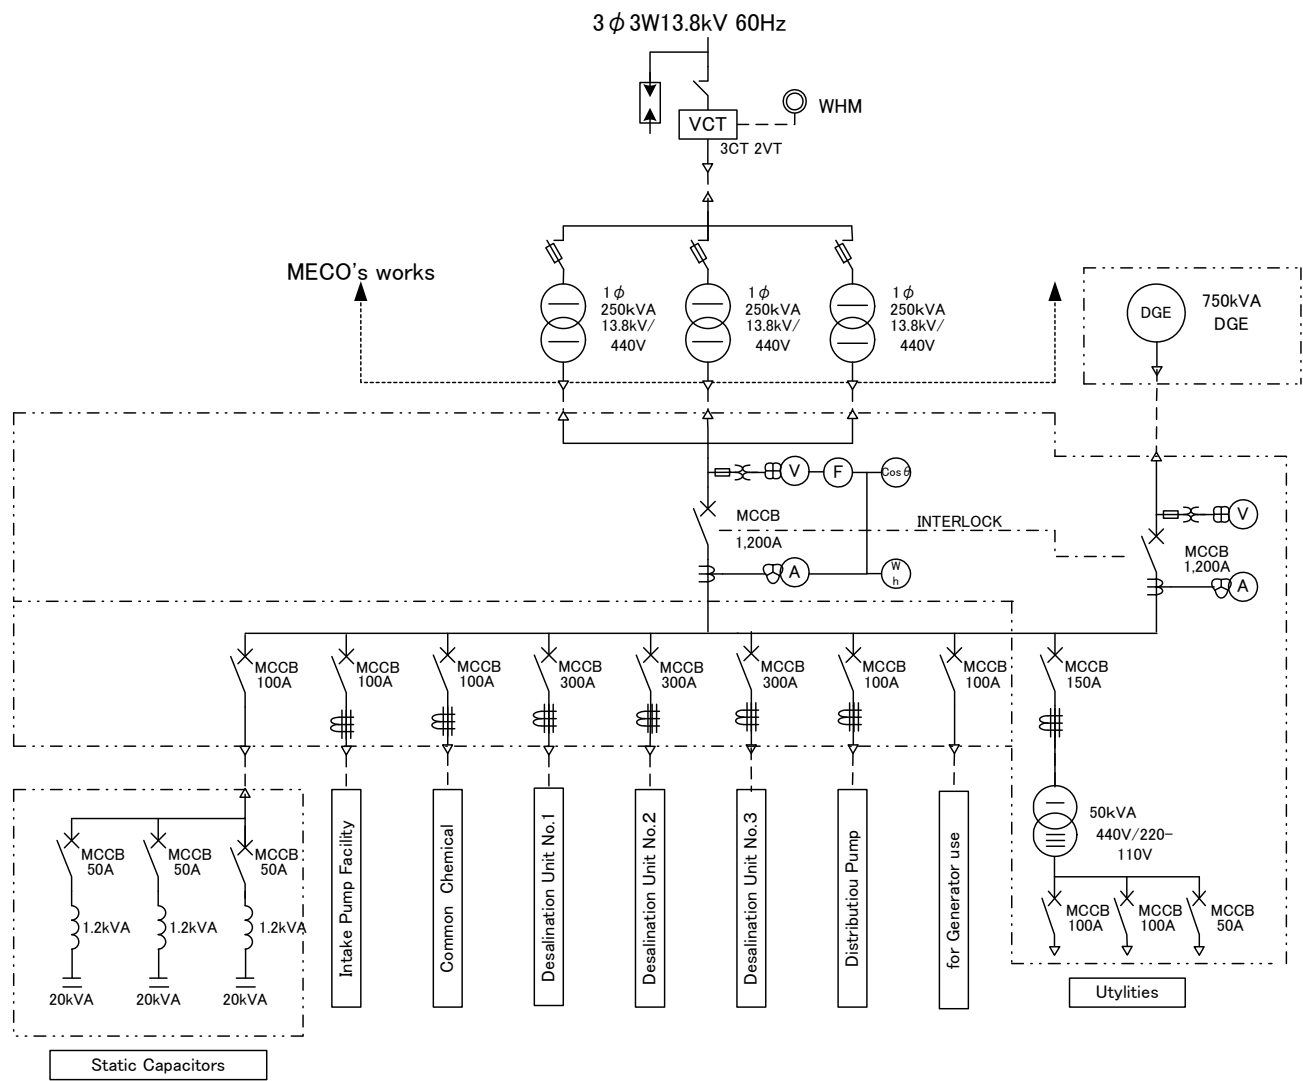 3φ3W13.8kV 60Hz
WHM
VCT
3CT 2VT
MECO's works
1φ
250kVA
13.8kV/
440V
1φ
250kVA
13.8kV/
440V
1φ
250kVA
13.8kV/
440V
DGE
750kVA
DGE
V
F
Cosθ
MCCB
1,200A
INTERLOCK
A
W
h
V
MCCB
1,200A
A
MCCB
100A
MCCB
100A
MCCB
100A
MCCB
300A
MCCB
300A
MCCB
300A
MCCB
100A
MCCB
100A
MCCB
150A
MCCB
50A
MCCB
50A
MCCB
50A
1.2kVA
1.2kVA
1.2kVA
20kVA
20kVA
20kVA
Static Capacitors
Intake Pump Facility
Common Chemical
Desalination Unit No.1
Desalination Unit No.2
Desalination Unit No.3
Distributiou Pump
for Generator use
50kVA
440V/220-
110V
MCCB
100A
MCCB
100A
MCCB
50A
Utylities